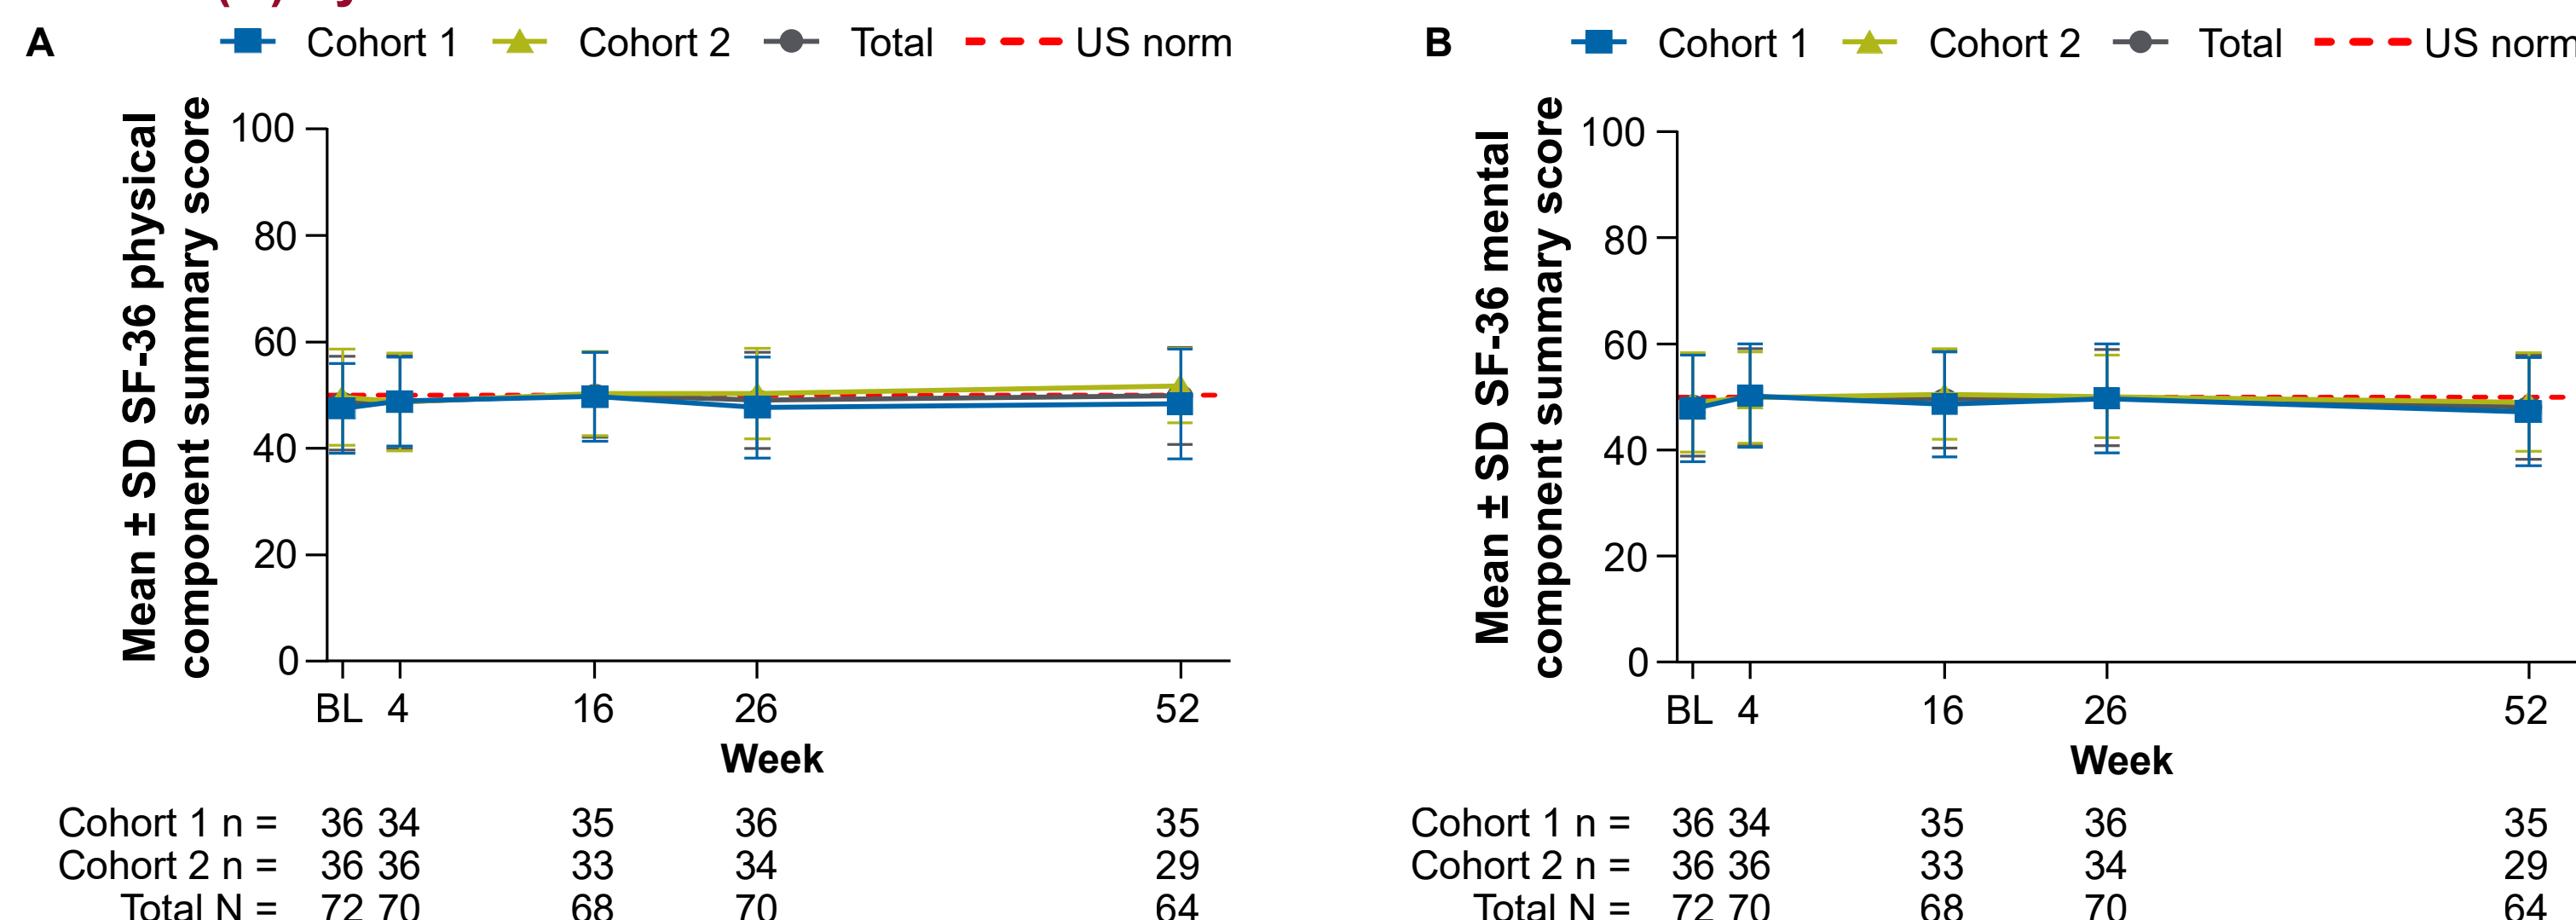 A
Cohort 1 Cohort 2 Total US norm
Mean ± SD SF-36 physical
component summary score
100
80
60
40
20
0
BL 4 16 26 52
Week
Cohort 1 n = 36 34 35 36 35
Cohort 2 n = 36 36 33 34 29
Total N = 72 70 68 70 64
B
Cohort 1 Cohort 2 Total US norm
Mean ± SD SF-36 mental
component summary score
100
80
60
40
20
0
BL 4 16 26 52
Week
Cohort 1 n = 36 34 35 36 35
Cohort 2 n = 36 36 33 34 29
Total N = 72 70 68 70 64